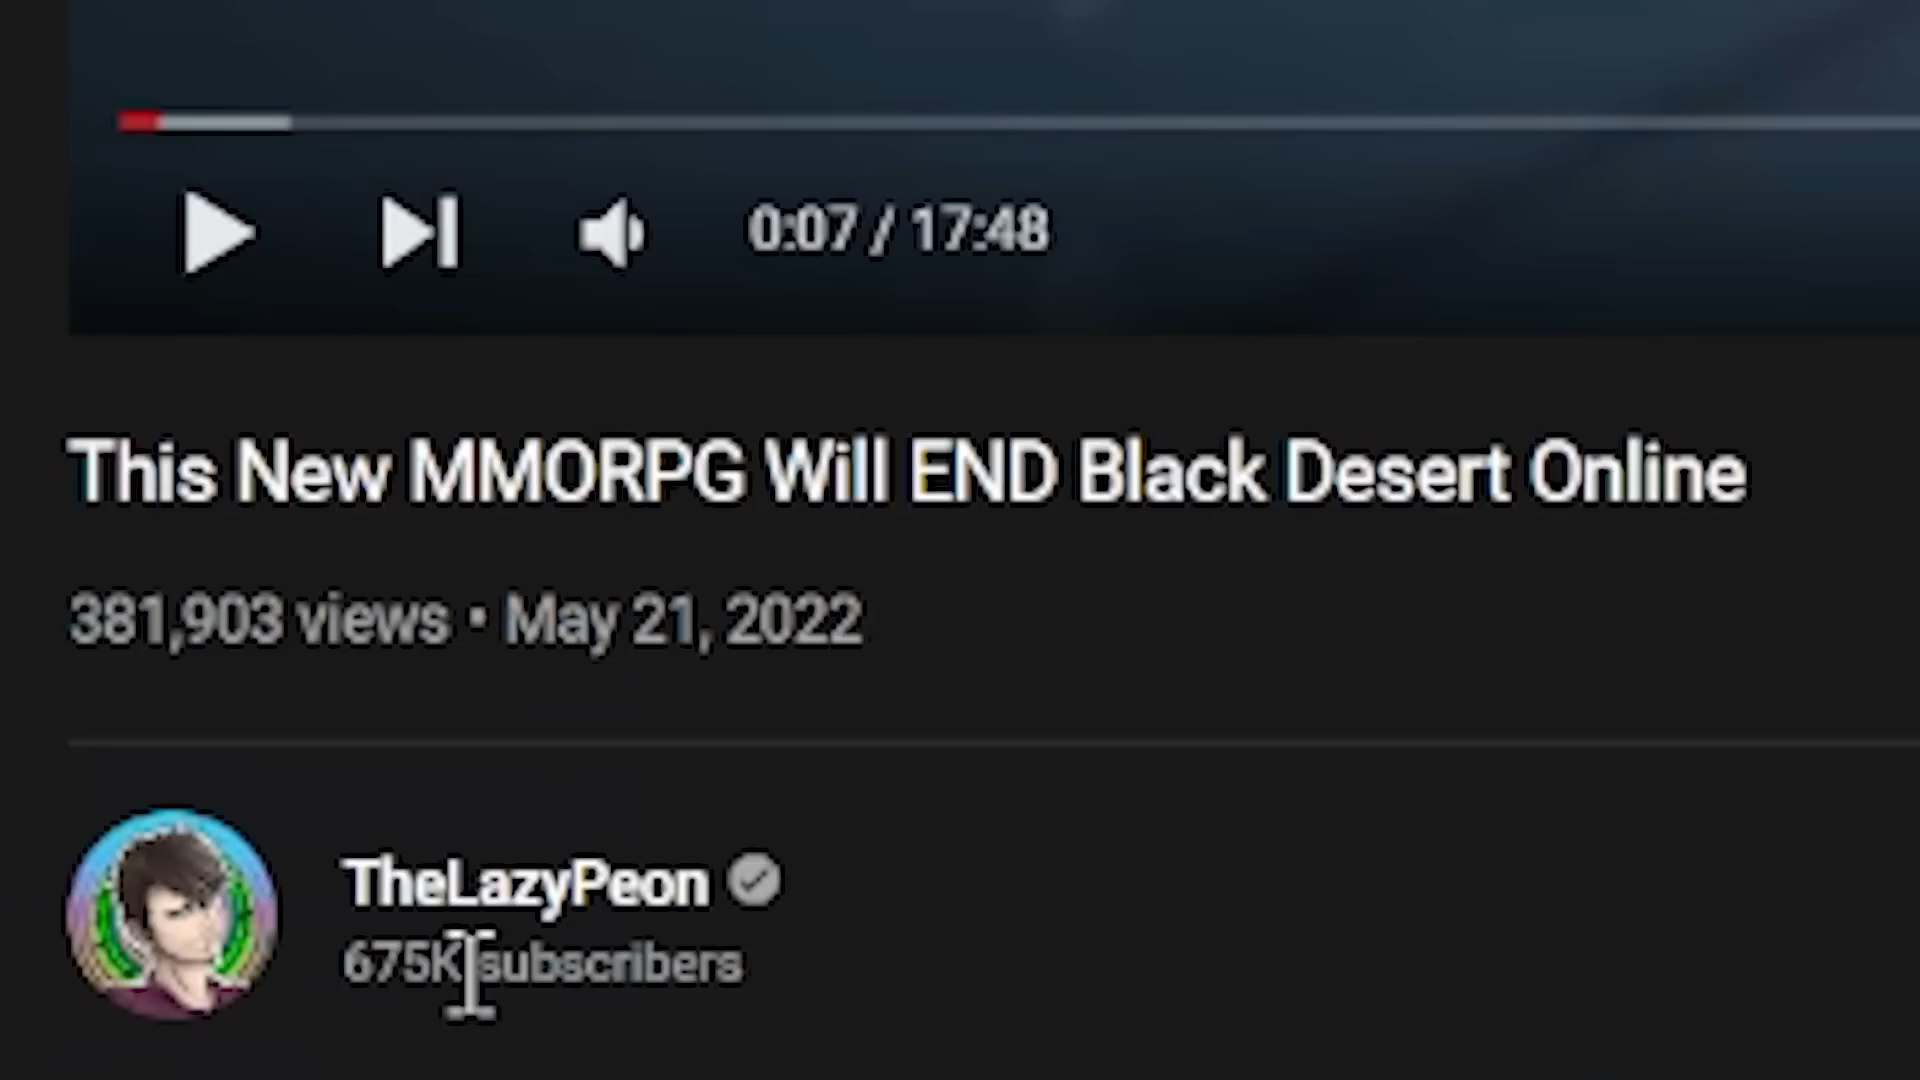 0:07 / 17:48
This New MMORPG Will END Black Desert Online
381,903 views • May 21, 2022
TheLazyPeon
675K subscribers